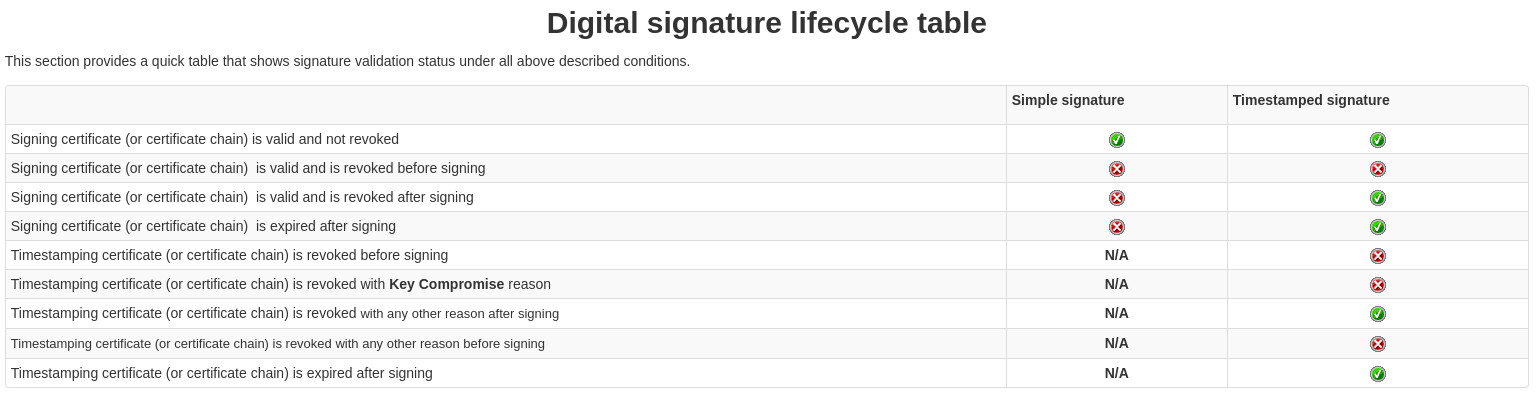 Digital signature lifecycle table
This section provides a quick table that shows signature validation status under all above described conditions.
Simple signature Timestamped signature
Signing certificate (or certificate chain) is valid and not revoked
Signing certificate (or certificate chain)  is valid and is revoked before signing
Signing certificate (or certificate chain)  is valid and is revoked after signing
Signing certificate (or certificate chain)  is expired after signing
Timestamping certificate (or certificate chain) is revoked before signing N/A
Timestamping certificate (or certificate chain) is revoked with Key Compromise reason N/A
Timestamping certificate (or certificate chain) is revoked with any other reason after signing N/A
Timestamping certificate (or certificate chain) is revoked with any other reason before signing N/A
Timestamping certificate (or certificate chain) is expired after signing N/A